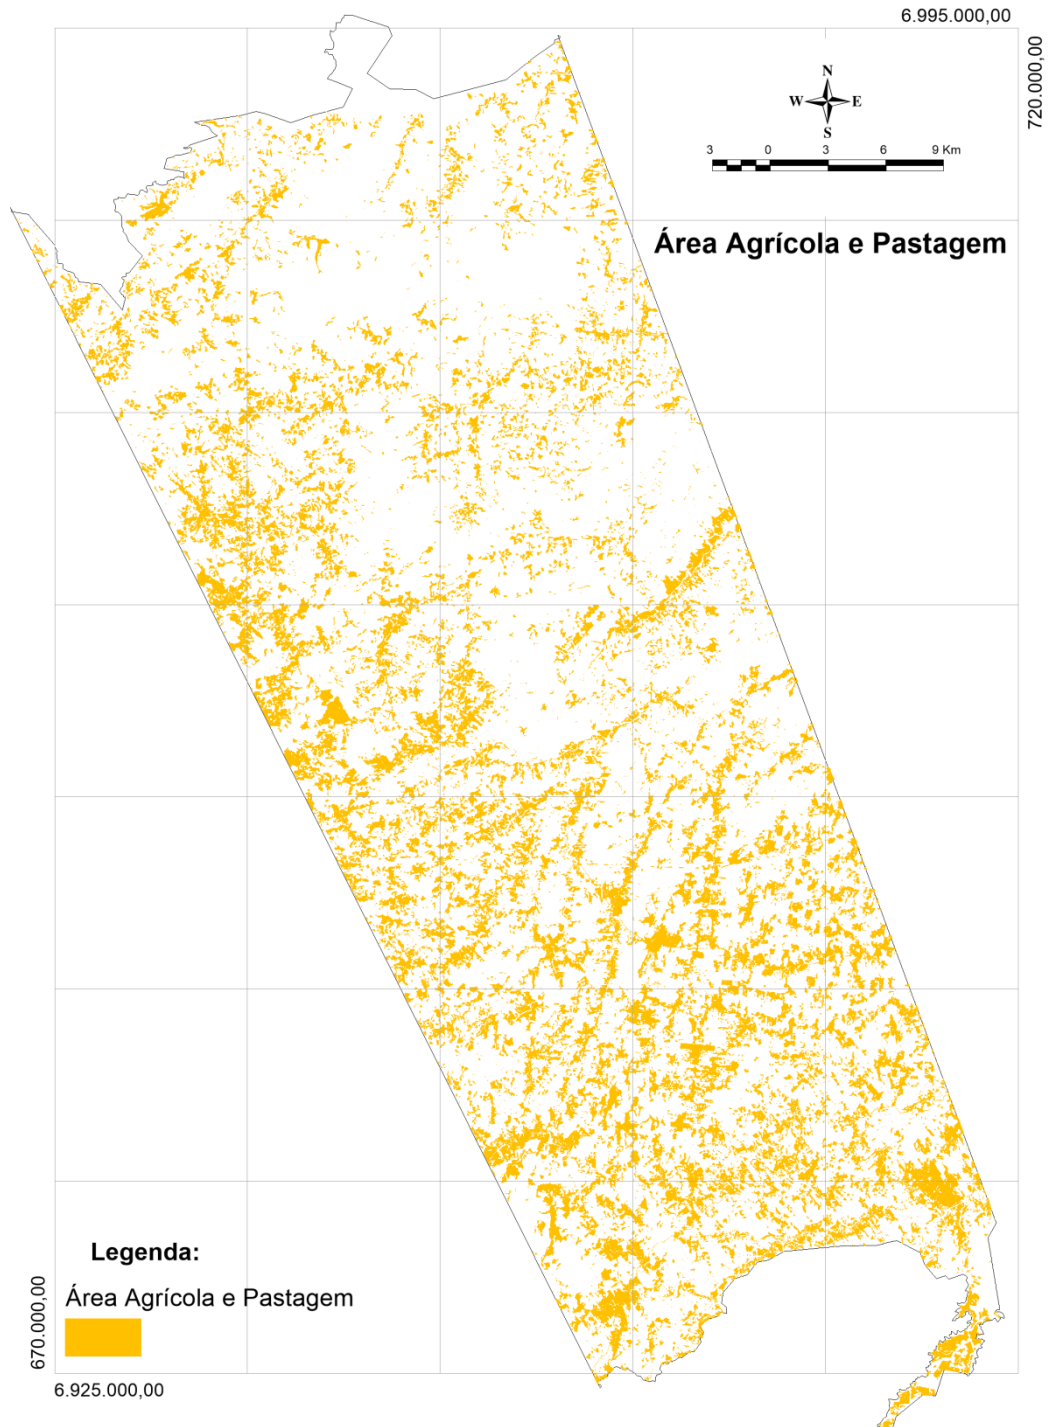 6.995.000,00
720.000,00
N
W E
S
3 0 3 6 9 Km
Área Agrícola e Pastagem
Legenda:
Área Agrícola e Pastagem
670.000,00
6.925.000,00